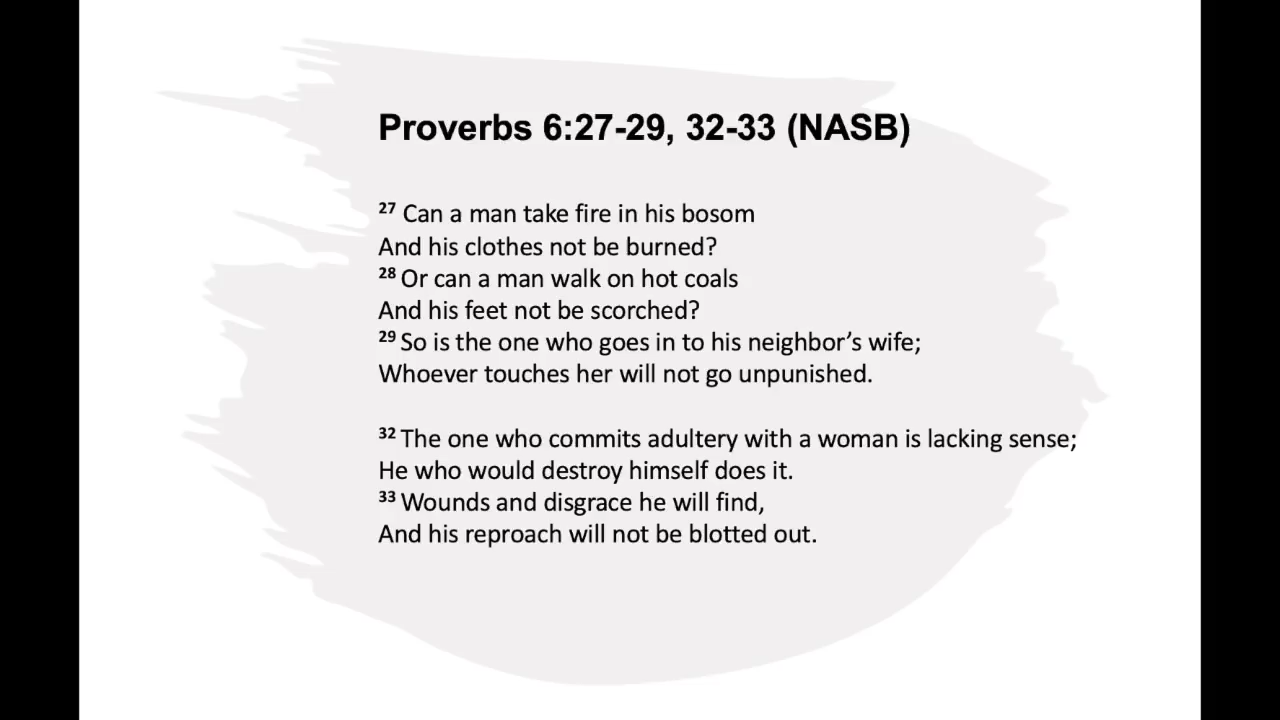 Proverbs 6:27-29, 32-33 (NASB)
27 Can a man take fire in his bosom
And his clothes not be burned?
28 Or can a man walk on hot coals
And his feet not be scorched?
29 So is the one who goes in to his neighbor’s wife;
Whoever touches her will not go unpunished.
32 The one who commits adultery with a woman is lacking sense;
He who would destroy himself does it.
33 Wounds and disgrace he will find,
And his reproach will not be blotted out.